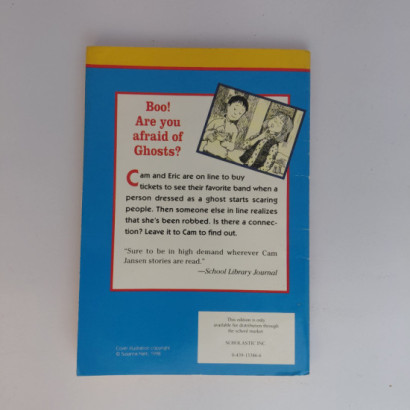 Boo!
Are you
afraid of
Ghosts?
Cam and Eric are on line to buy
tickets to see their favorite band when a
person dressed as a ghost starts scaring
people. Then someone else in line realizes
that she's been robbed. Is there a connec-
tion? Leave it to Cam to find out.
"Sure to be in high demand wherever Cam
Jansen stories are read."
—School Library Journal
This edition is only
available for distribution through
the school market
SCHOLASTIC INC.
Cover illustration copyright